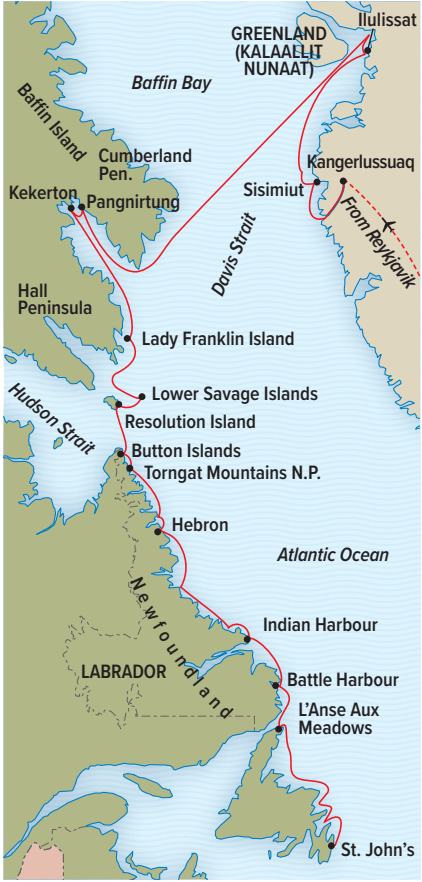 Ilulissat
GREENLAND
(KALAALLIT
NUNAAT)
Baffin Bay
Baffin Island
Cumberland
Pen.
Kangerlussuaq
Sisimiut
Kekerton
Pangnirtung
From Reykjavik
Davis Strait
Hall
Peninsula
Lady Franklin Island
Lower Savage Islands
Hudson Strait
Resolution Island
Button Islands
Torngat Mountains N.P.
Hebron
Atlantic Ocean
Newfoundland
Indian Harbour
LABRADOR
Battle Harbour
L'Anse Aux
Meadows
St. John's